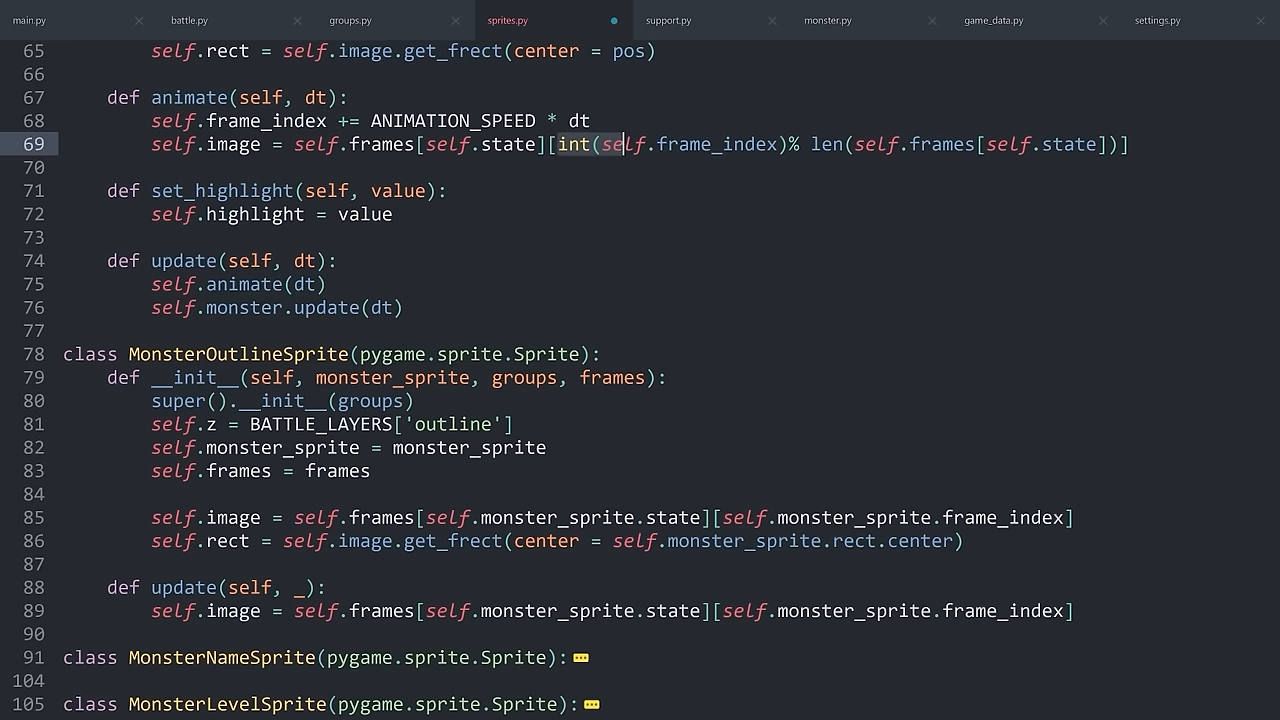 main.py battle.py groups.py sprites.py support.py monster.py game_data.py settings.py
65 self.rect = self.image.get_frect(center = pos)
66
67 def animate(self, dt):
68 self.frame_index += ANIMATION_SPEED * dt
69 self.image = self.frames[self.state][int(self.frame_index)% len(self.frames[self.state])]
70
71 def set_highlight(self, value):
72 self.highlight = value
73
74 def update(self, dt):
75 self.animate(dt)
76 self.monster.update(dt)
77
78 class MonsterOutlineSprite(pygame.sprite.Sprite):
79 def __init__(self, monster_sprite, groups, frames):
80 super().__init__(groups)
81 self.z = BATTLE_LAYERS['outline']
82 self.monster_sprite = monster_sprite
83 self.frames = frames
84
85 self.image = self.frames[self.monster_sprite.state][self.monster_sprite.frame_index]
86 self.rect = self.image.get_frect(center = self.monster_sprite.rect.center)
87
88 def update(self, _):
89 self.image = self.frames[self.monster_sprite.state][self.monster_sprite.frame_index]
90
91 class MonsterNameSprite(pygame.sprite.Sprite):
104
105 class MonsterLevelSprite(pygame.sprite.Sprite):